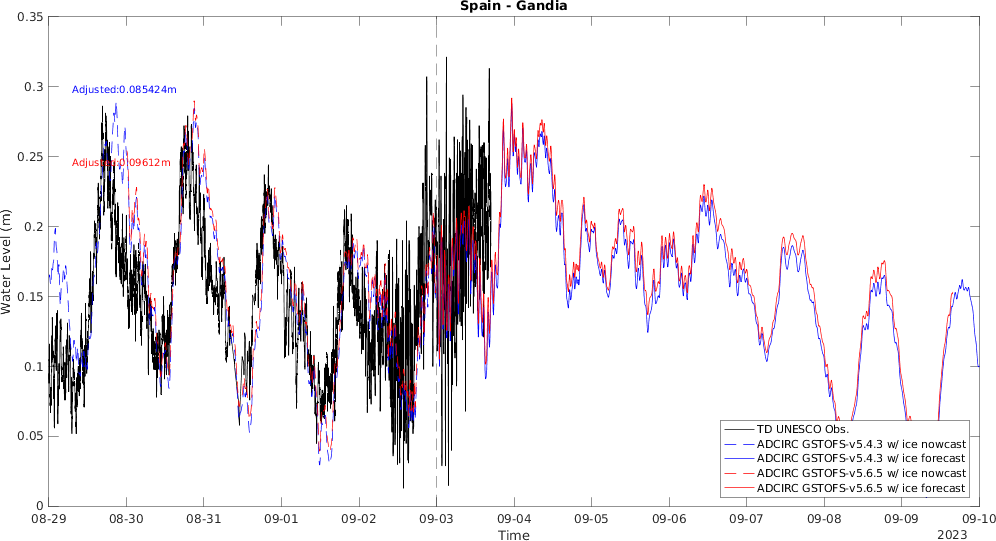 Spain - Gandia
0.35
0.3
0.25
0.2
0.15
0.1
0.05
0
Water Level (m)
Adjusted:0.085424m
Adjusted:0.09612m
TD UNESCO Obs.
ADCIRC GSTOFS-v5.4.3 w/ ice nowcast
ADCIRC GSTOFS-v5.4.3 w/ ice forecast
ADCIRC GSTOFS-v5.6.5 w/ ice nowcast
ADCIRC GSTOFS-v5.6.5 w/ ice forecast
08-29 08-30 08-31 09-01 09-02 09-03 09-04 09-05 09-06 09-07 09-08 09-09 09-10
Time
2023